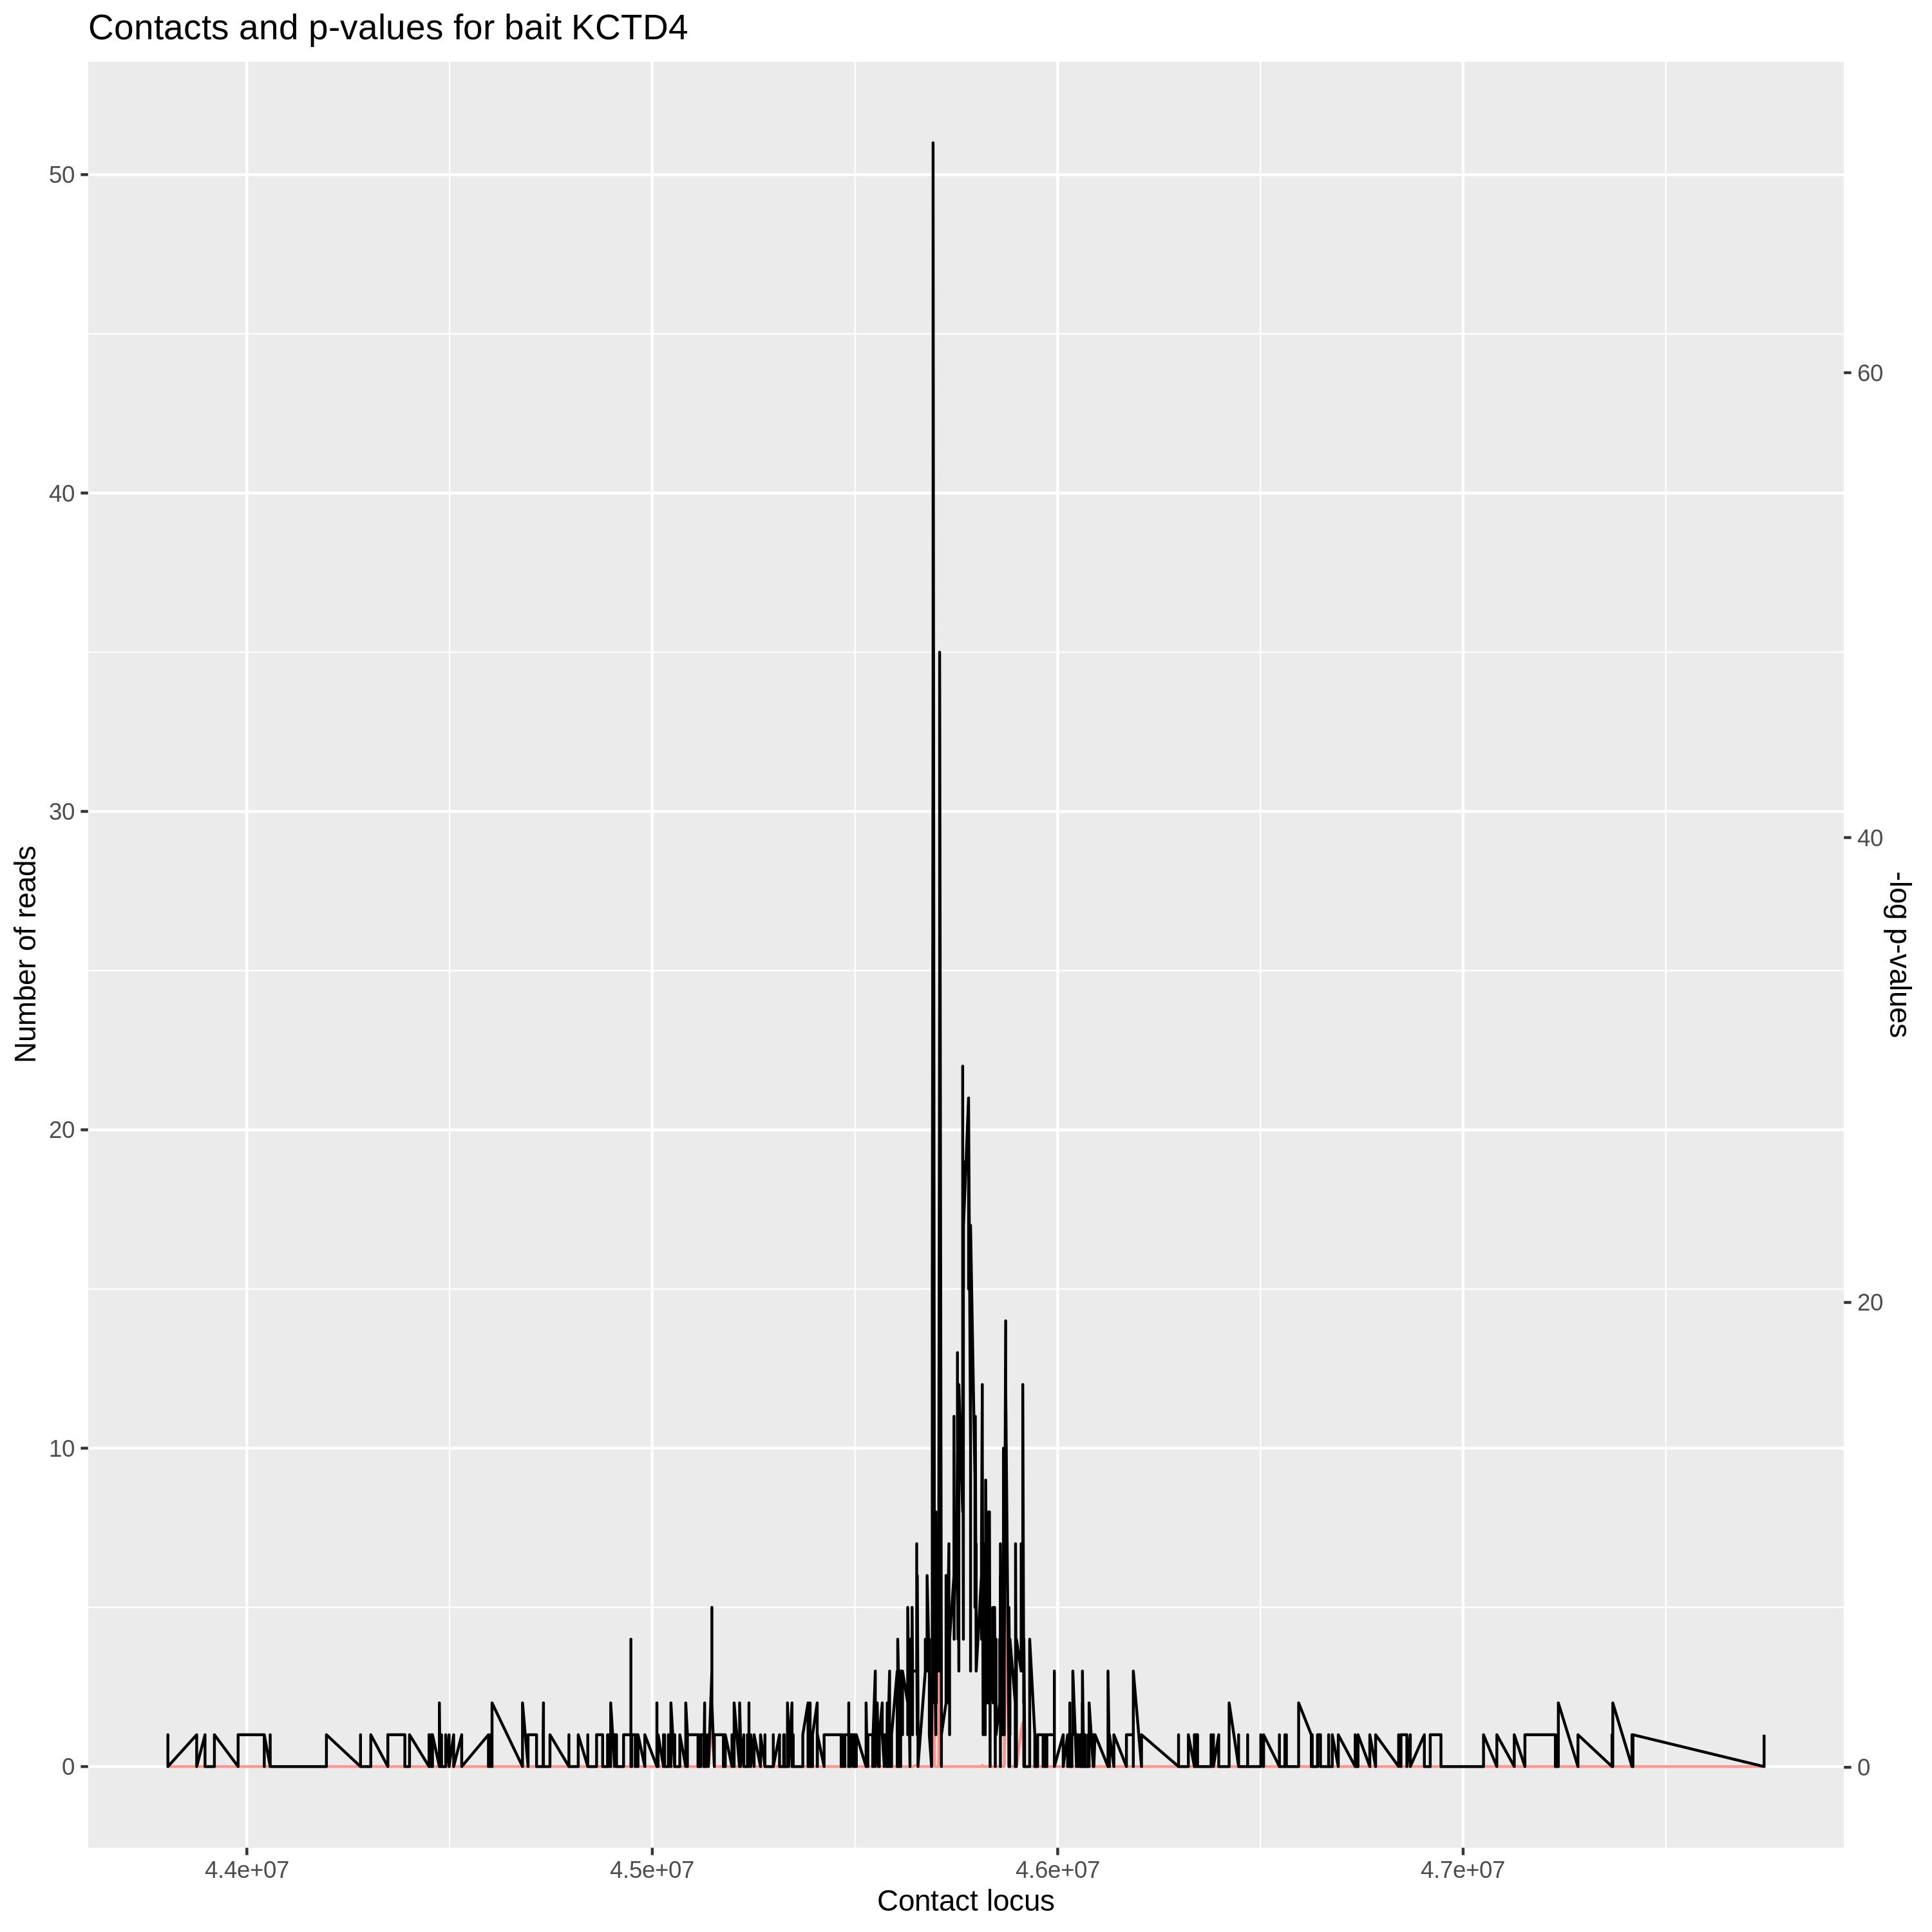 Contacts and p-values for bait KCTD4
50
40
30
20
10
0
Number of reads
60
40
20
0
-log p-values
4.4e+07
4.5e+07
4.6e+07
4.7e+07
Contact locus